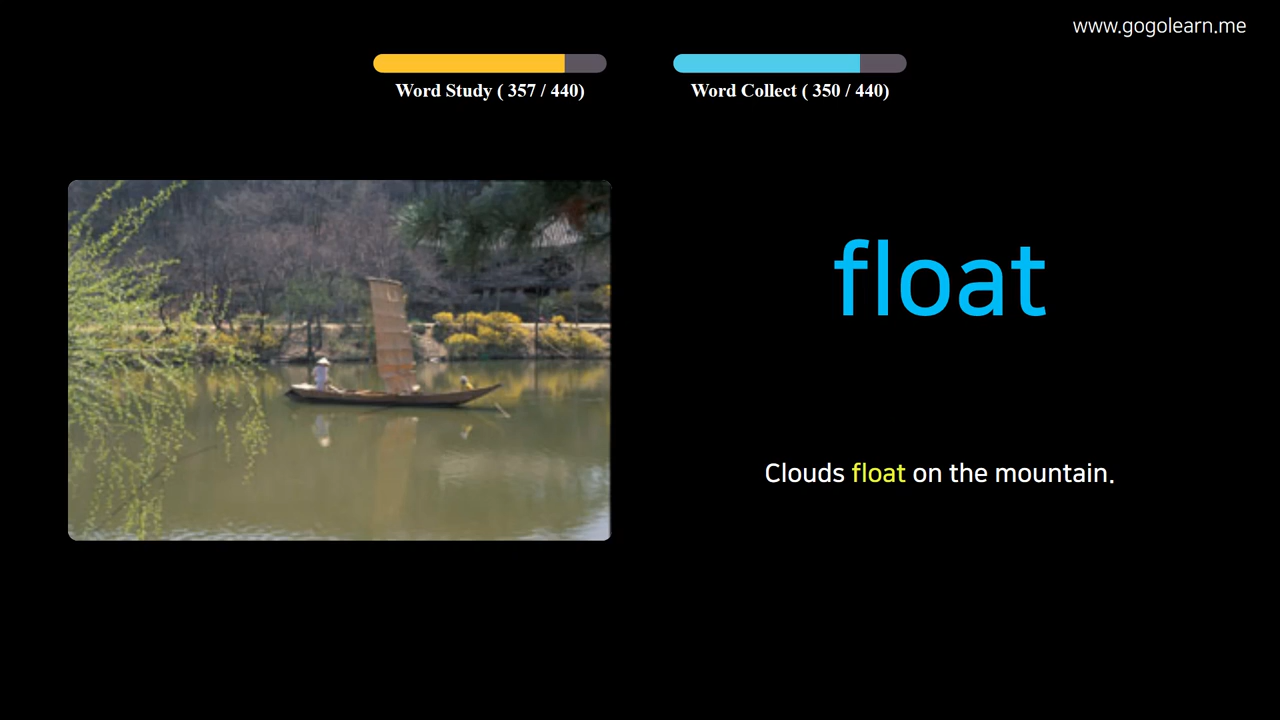 www.gogolearn.me
Word Study ( 357 / 440)
Word Collect ( 350 / 440)
float
Clouds float on the mountain.